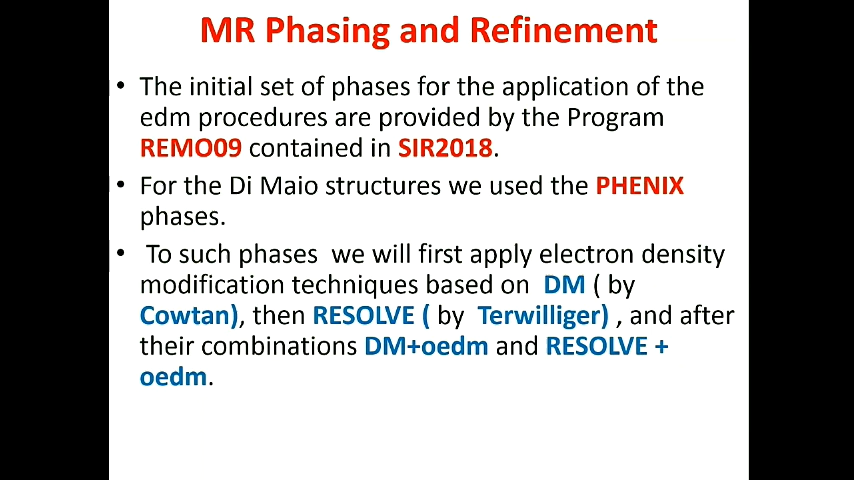 MR Phasing and Refinement
• The initial set of phases for the application of the
edm procedures are provided by the Program
REMO09 contained in SIR2018.
• For the Di Maio structures we used the PHENIX
phases.
• To such phases we will first apply electron density
modification techniques based on DM ( by
Cowtan), then RESOLVE ( by Terwilliger) , and after
their combinations DM+oedm and RESOLVE +
oedm.